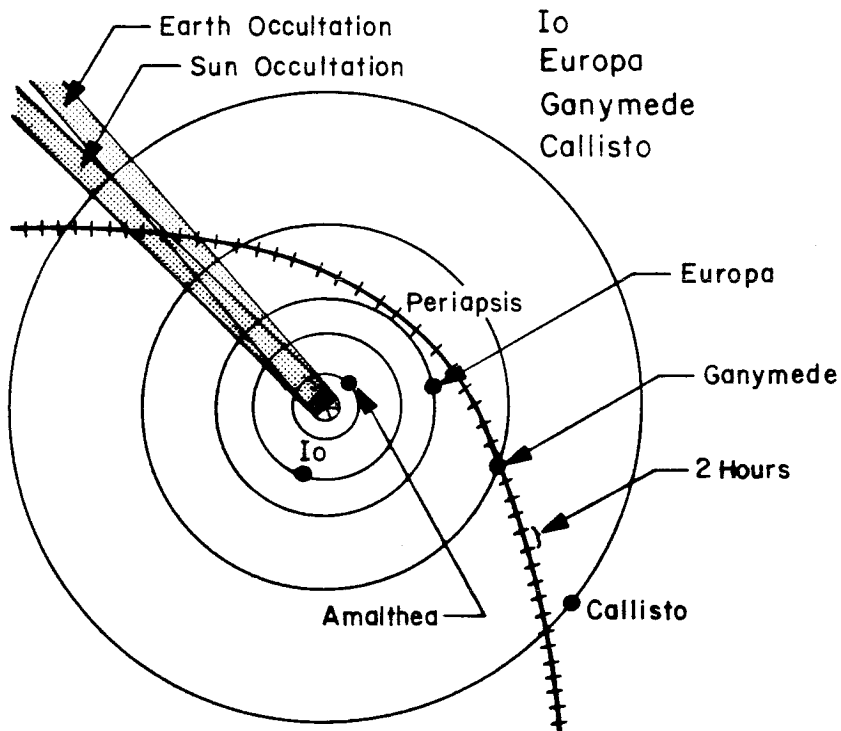 Earth Occultation
Sun Occultation
Io
Europa
Ganymede
Callisto
Periapsis
Europa
Ganymede
Io
2 Hours
Amalthea
Callisto